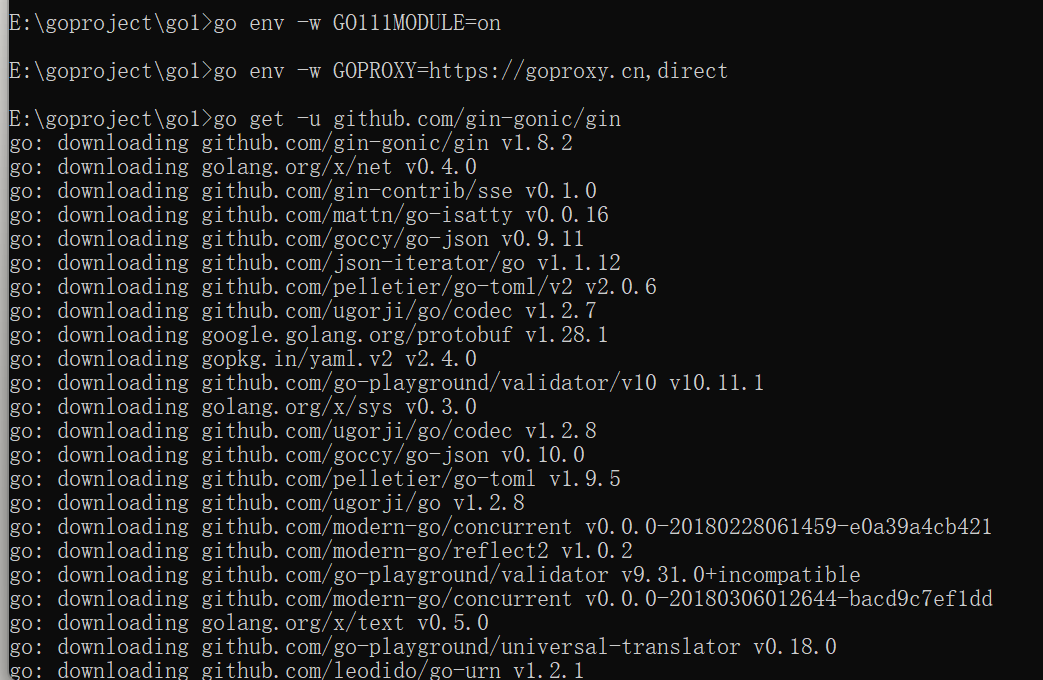 E:\goproject\go1>go env -w GO111MODULE=on
E:\goproject\go1>go env -w GOPROXY=https://goproxy.cn,direct
E:\goproject\go1>go get -u github.com/gin-gonic/gin
go: downloading github.com/gin-gonic/gin v1.8.2
go: downloading golang.org/x/net v0.4.0
go: downloading github.com/gin-contrib/sse v0.1.0
go: downloading github.com/mattn/go-isatty v0.0.16
go: downloading github.com/goccy/go-json v0.9.11
go: downloading github.com/json-iterator/go v1.1.12
go: downloading github.com/pelletier/go-toml/v2 v2.0.6
go: downloading github.com/ugorji/go/codec v1.2.7
go: downloading google.golang.org/protobuf v1.28.1
go: downloading gopkg.in/yaml.v2 v2.4.0
go: downloading github.com/go-playground/validator/v10 v10.11.1
go: downloading golang.org/x/sys v0.3.0
go: downloading github.com/ugorji/go/codec v1.2.8
go: downloading github.com/goccy/go-json v0.10.0
go: downloading github.com/pelletier/go-toml v1.9.5
go: downloading github.com/ugorji/go v1.2.8
go: downloading github.com/modern-go/concurrent v0.0.0-20180228061459-e0a39a4cb421
go: downloading github.com/modern-go/reflect2 v1.0.2
go: downloading github.com/go-playground/validator v9.31.0+incompatible
go: downloading github.com/modern-go/concurrent v0.0.0-20180306012644-bacd9c7ef1dd
go: downloading golang.org/x/text v0.5.0
go: downloading github.com/go-playground/universal-translator v0.18.0
go: downloading github.com/leodido/go-urn v1.2.1